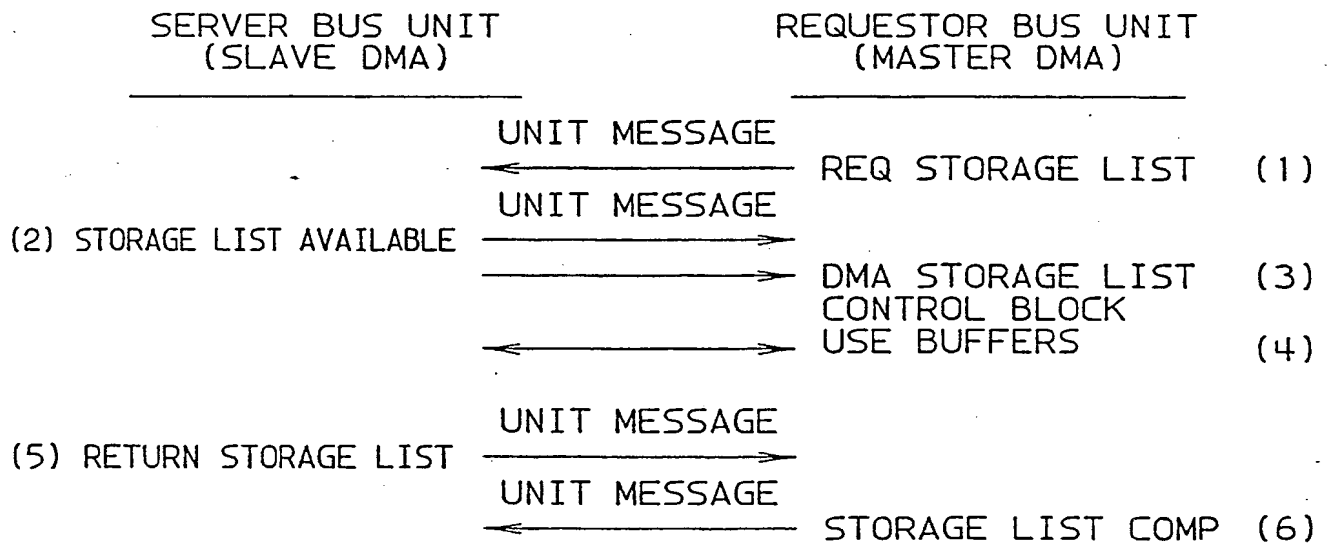 SERVER BUS UNIT
(SLAVE DMA)
REQUESTOR BUS UNIT
(MASTER DMA)
UNIT MESSAGE
REQ STORAGE LIST (1)
UNIT MESSAGE
(2) STORAGE LIST AVAILABLE
DMA STORAGE LIST (3)
CONTROL BLOCK
USE BUFFERS (4)
UNIT MESSAGE
(5) RETURN STORAGE LIST
UNIT MESSAGE
STORAGE LIST COMP (6)